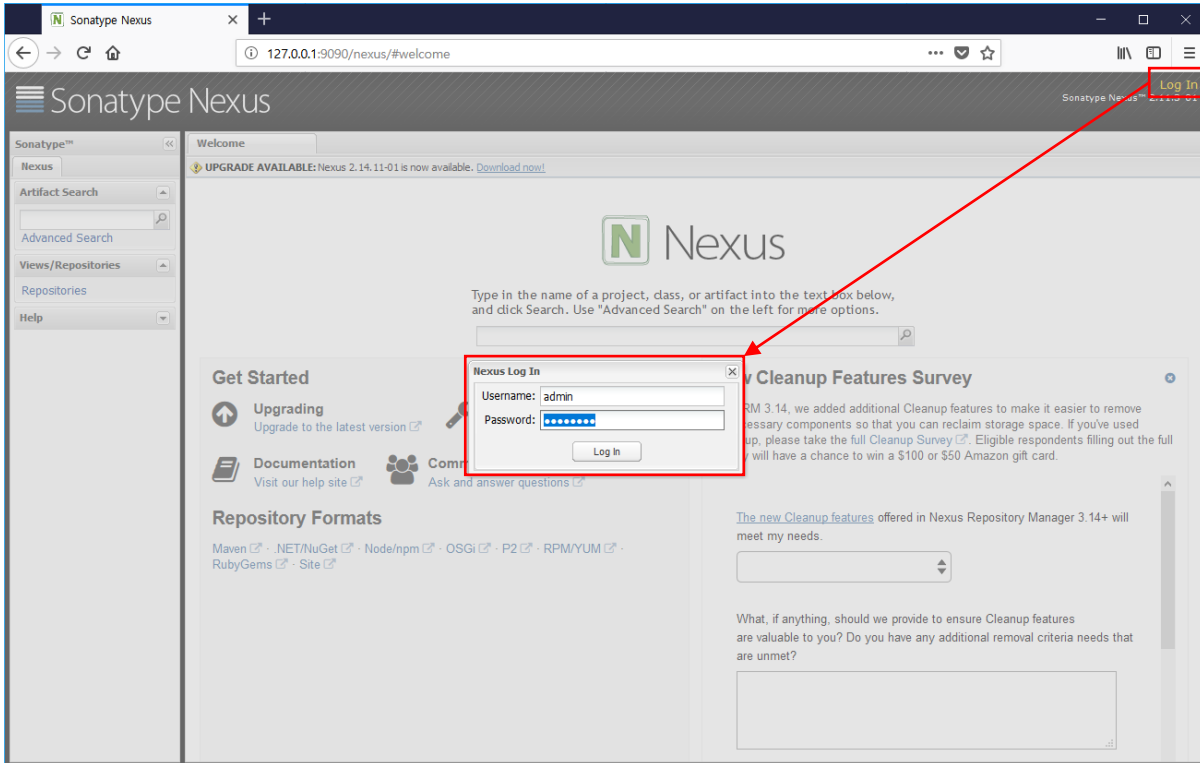 Sonatype Nexus
127.0.0.1:9090/nexus/#welcome
Sonatype Nexus
Log In
Sonatype Nexus™
Sonatype™
Nexus
Artifact Search
Advanced Search
Views/Repositories
Repositories
Help
Welcome
UPGRADE AVAILABLE: Nexus 2.14.11-01 is now available. Download now!
N Nexus
Type in the name of a project, class, or artifact into the text box below,
and click Search. Use "Advanced Search" on the left for more options.
Get Started
Upgrading
Upgrade to the latest version
Documentation
Visit our help site
Ask and answer questions
Repository Formats
Maven · .NET/NuGet · Node/npm · OSGi · P2 · RPM/YUM ·
RubyGems · Site
Nexus Log In
Username: admin
Password: ••••••••
Log In
Cleanup Features Survey
3.14, we added additional Cleanup features to make it easier to remove
components so that you can reclaim storage space. If you've used
please take the full Cleanup Survey. Eligible respondents filling out the full
will have a chance to win a $100 or $50 Amazon gift card.
The new Cleanup features offered in Nexus Repository Manager 3.14+ will
meet my needs.
What, if anything, should we provide to ensure Cleanup features
are valuable to you? Do you have any additional removal criteria needs that
are unmet?